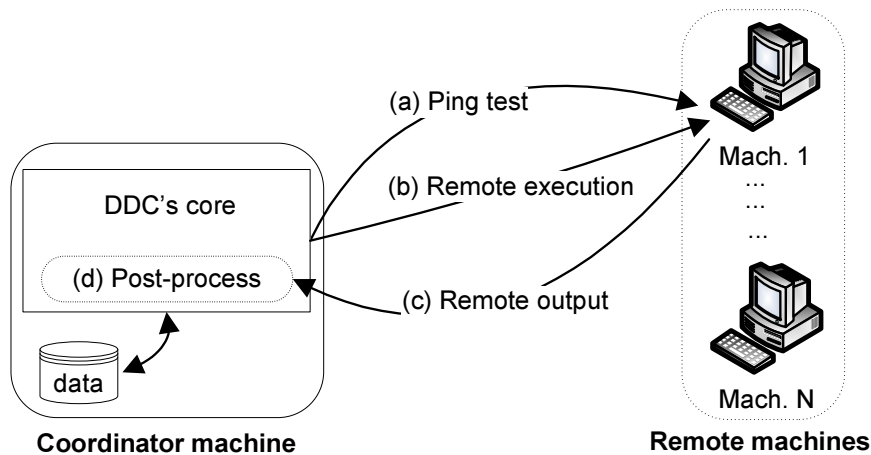 (a) Ping test
(b) Remote execution
(c) Remote output
DDC's core
(d) Post-process
data
Coordinator machine
Mach. 1
...
...
...
Mach. N
Remote machines